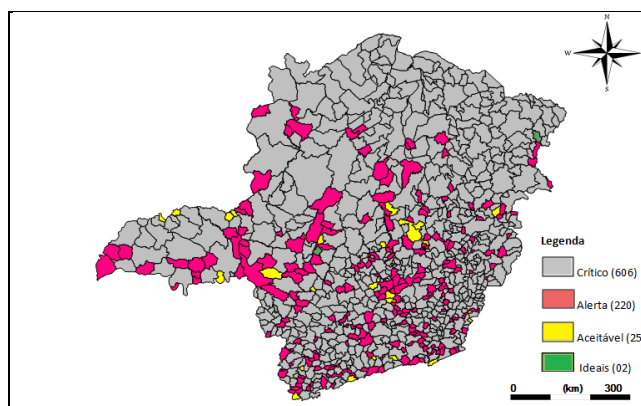 N
W
E
S
Legenda
Crítico (606)
Alerta (220)
Aceitável (25
Ideais (02)
0 (km) 300